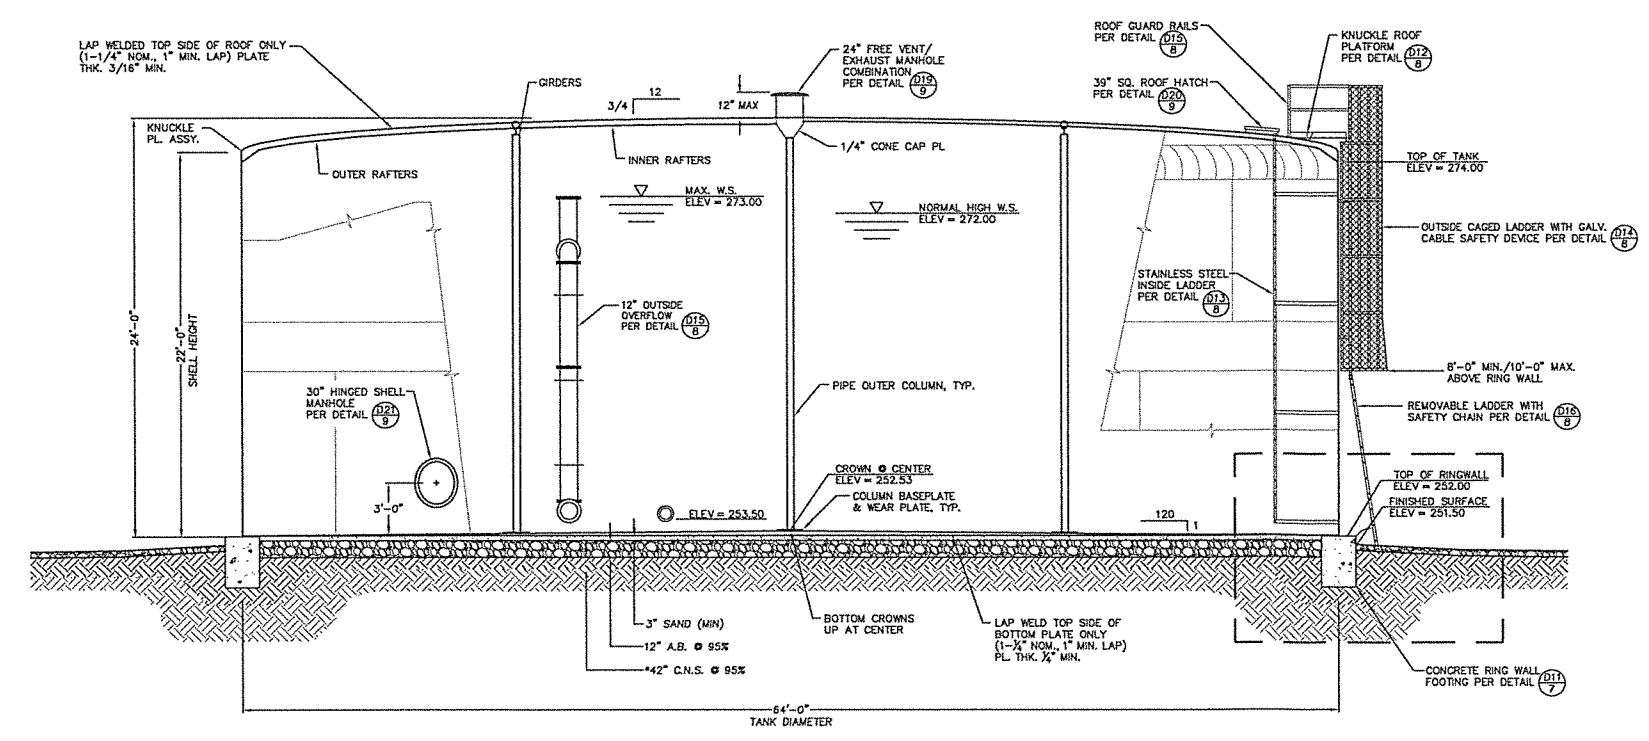 LAP WELDED TOP SIDE OF ROOF ONLY
(1-1/4" NOM., 1" MIN. LAP) PLATE
THK. 3/16" MIN.
KNUCKLE
PL. ASSY.
OUTER RAFTERS
GIRDERS
12
3/4
12" MAX
INNER RAFTERS
24" FREE VENT/
EXHAUST MANHOLE
COMBINATION
PER DETAIL D19
9
1/4" CONE CAP PL
ROOF GUARD RAILS
PER DETAIL D15
8
39" SQ. ROOF HATCH
PER DETAIL D20
9
KNUCKLE ROOF
PLATFORM
PER DETAIL D12
8
TOP OF TANK
ELEV = 274.00
MAX. W.S.
ELEV = 273.00
NORMAL HIGH W.S.
ELEV = 272.00
OUTSIDE CAGED LADDER WITH GALV.
CABLE SAFETY DEVICE PER DETAIL D14
8
STAINLESS STEEL
INSIDE LADDER
PER DETAIL D13
8
24'-0"
22'-0"
SHELL HEIGHT
12" OUTSIDE
OVERFLOW
PER DETAIL D15
8
30" HINGED SHELL
MANHOLE
PER DETAIL D21
9
PIPE OUTER COLUMN, TYP.
8'-0" MIN./10'-0" MAX.
ABOVE RING WALL
REMOVABLE LADDER WITH
SAFETY CHAIN PER DETAIL D16
8
CROWN @ CENTER
ELEV = 252.53
COLUMN BASEPLATE
& WEAR PLATE, TYP.
TOP OF RINGWALL
ELEV = 252.00
FINISHED SURFACE
ELEV = 251.50
3'-0"
ELEV = 253.50
120
1
3" SAND (MIN)
12" A.B. @ 95%
*42" C.N.S. @ 95%
BOTTOM CROWNS
UP AT CENTER
LAP WELD TOP SIDE OF
BOTTOM PLATE ONLY
(1-1/4" NOM., 1" MIN. LAP)
PL. THK. 1/4" MIN.
CONCRETE RING WALL
FOOTING PER DETAIL D11
7
64'-0"
TANK DIAMETER